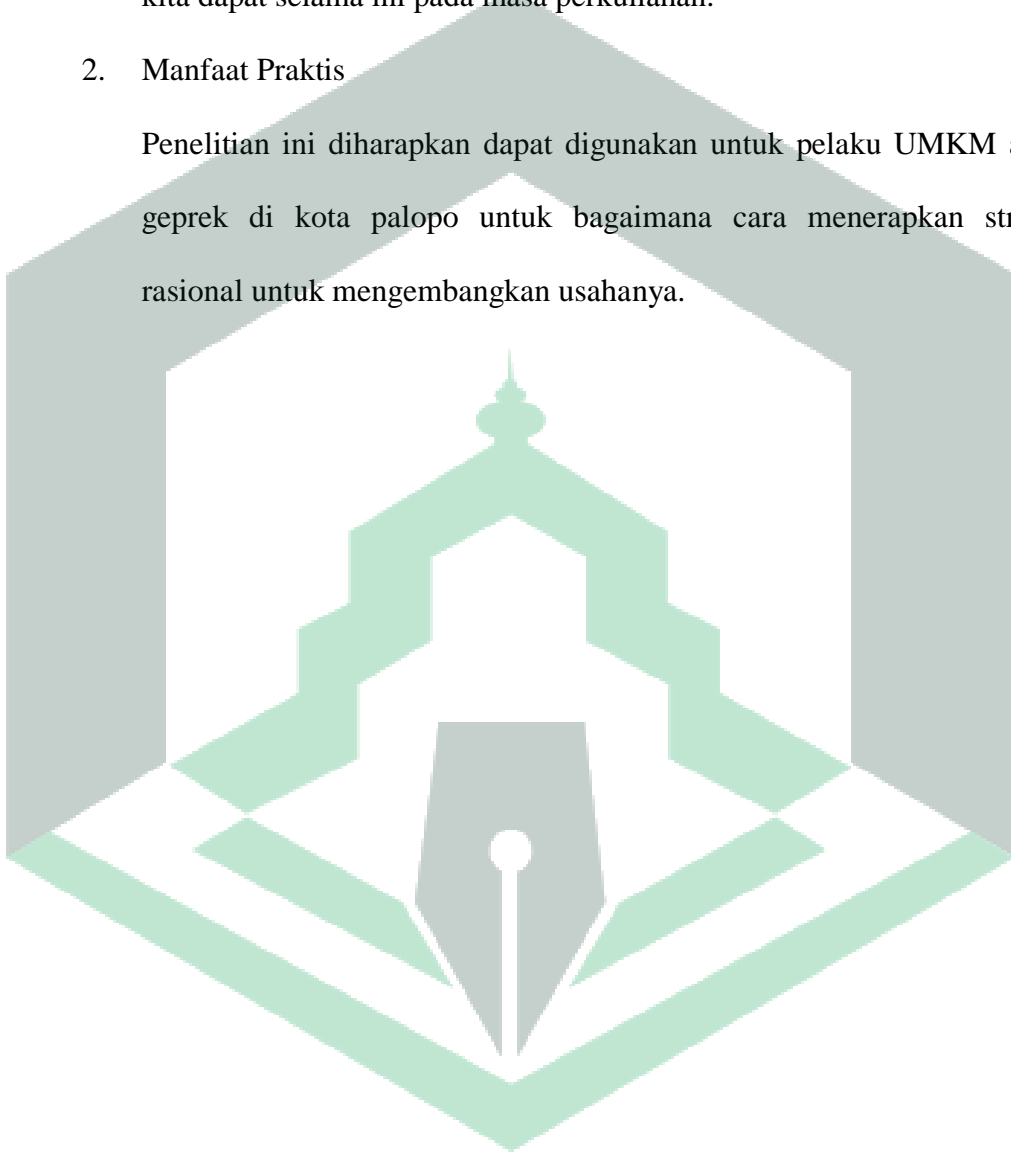 kita dapat selama ini pada masa perkuliahan.
2. Manfaat Praktis
Penelitian ini diharapkan dapat digunakan untuk pelaku UMKM
geprek di kota palopo untuk bagaimana cara menerapkan
rasional untuk mengembangkan usahanya.